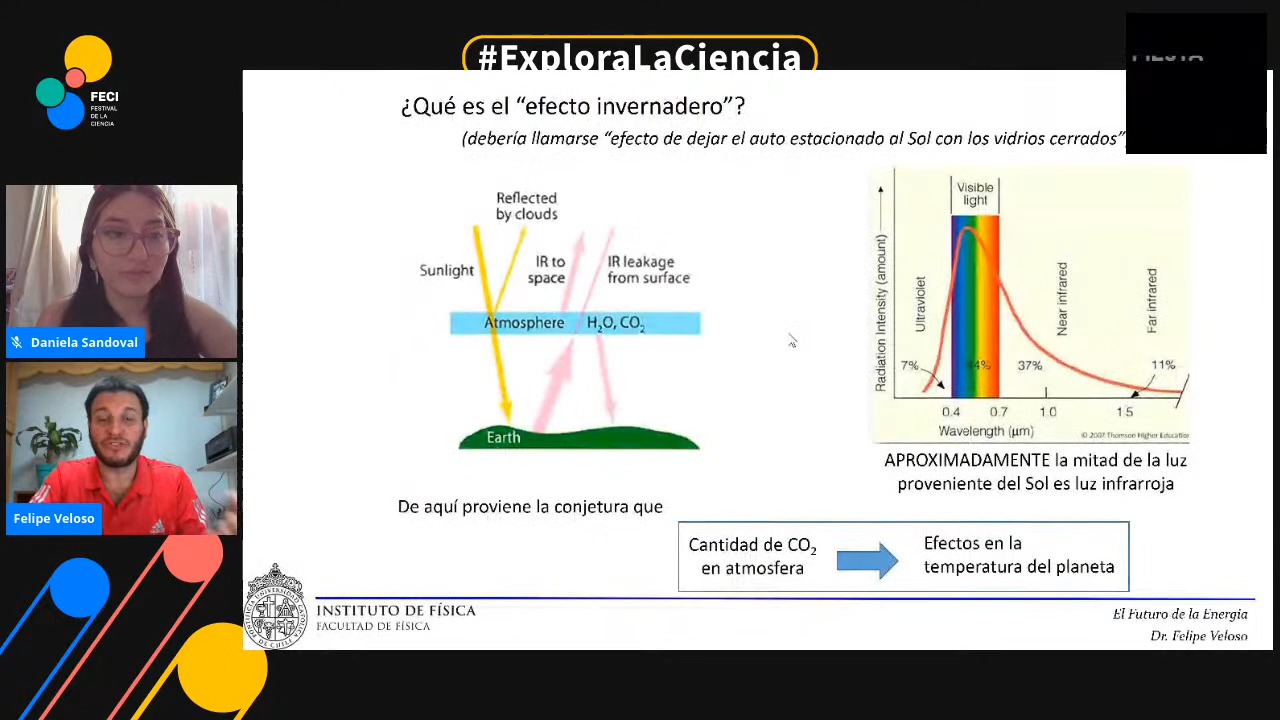 #ExploraLaCiencia
FECI
FESTIVAL
DE LA
CIENCIA
¿Qué es el “efecto invernadero”?
(debería llamarse “efecto de dejar el auto estacionado al Sol con los vidrios cerrados”
Reflected
by clouds
Sunlight
IR to
space
IR leakage
from surface
Atmosphere
H₂O, CO₂
Earth
Visible
light
Radiation Intensity (amount)
Ultraviolet
Near infrared
Far infrared
7%
44%
37%
11%
0.4
0.7
1.0
1.5
Wavelength (μm)
© 2007 Thomson Higher Educatio
APROXIMADAMENTE la mitad de la luz
proveniente del Sol es luz infrarroja
De aquí proviene la conjetura que
Cantidad de CO₂
en atmosfera
Efectos en la
temperatura del planeta
INSTITUTO DE FÍSICA
FACULTAD DE FÍSICA
El Futuro de la Energia
Dr. Felipe Veloso
Daniela Sandoval
Felipe Veloso